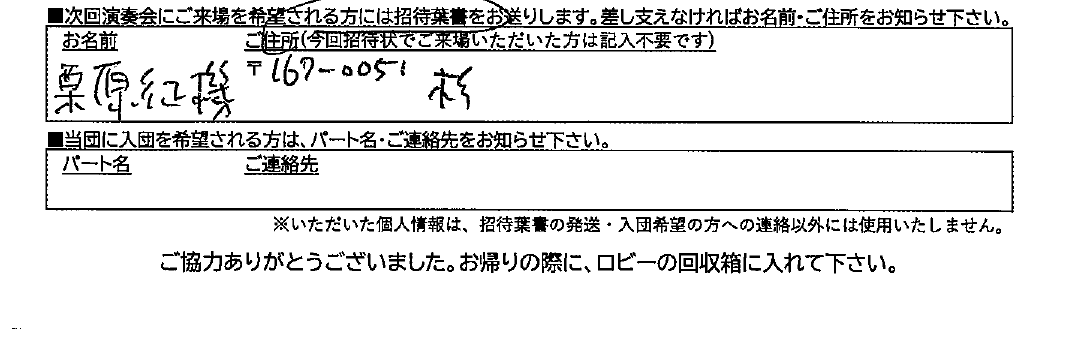 ■次回演奏会にご来場を希望される方には招待葉書をお送りします。差し支えなければお名前・ご住所をお知らせ下さい。
お名前 ご住所(今回招待状でご来場いただいた方は記入不要です)
栗原紅機 〒167-0051 杉
■当団に入団を希望される方は、パート名・ご連絡先をお知らせ下さい。
パート名 ご連絡先
※いただいた個人情報は、招待葉書の発送・入団希望の方への連絡以外には使用いたしません。
ご協力ありがとうございました。お帰りの際に、ロビーの回収箱に入れて下さい。